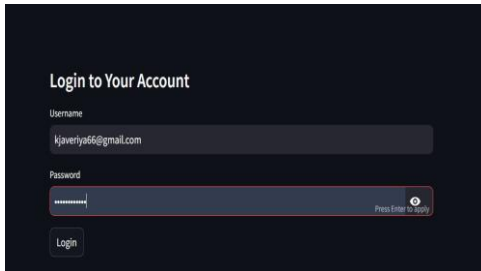 Login to Your Account
Username
kjaveriya66@gmail.com
Password
••••••••••••
Press Enter to apply
Login